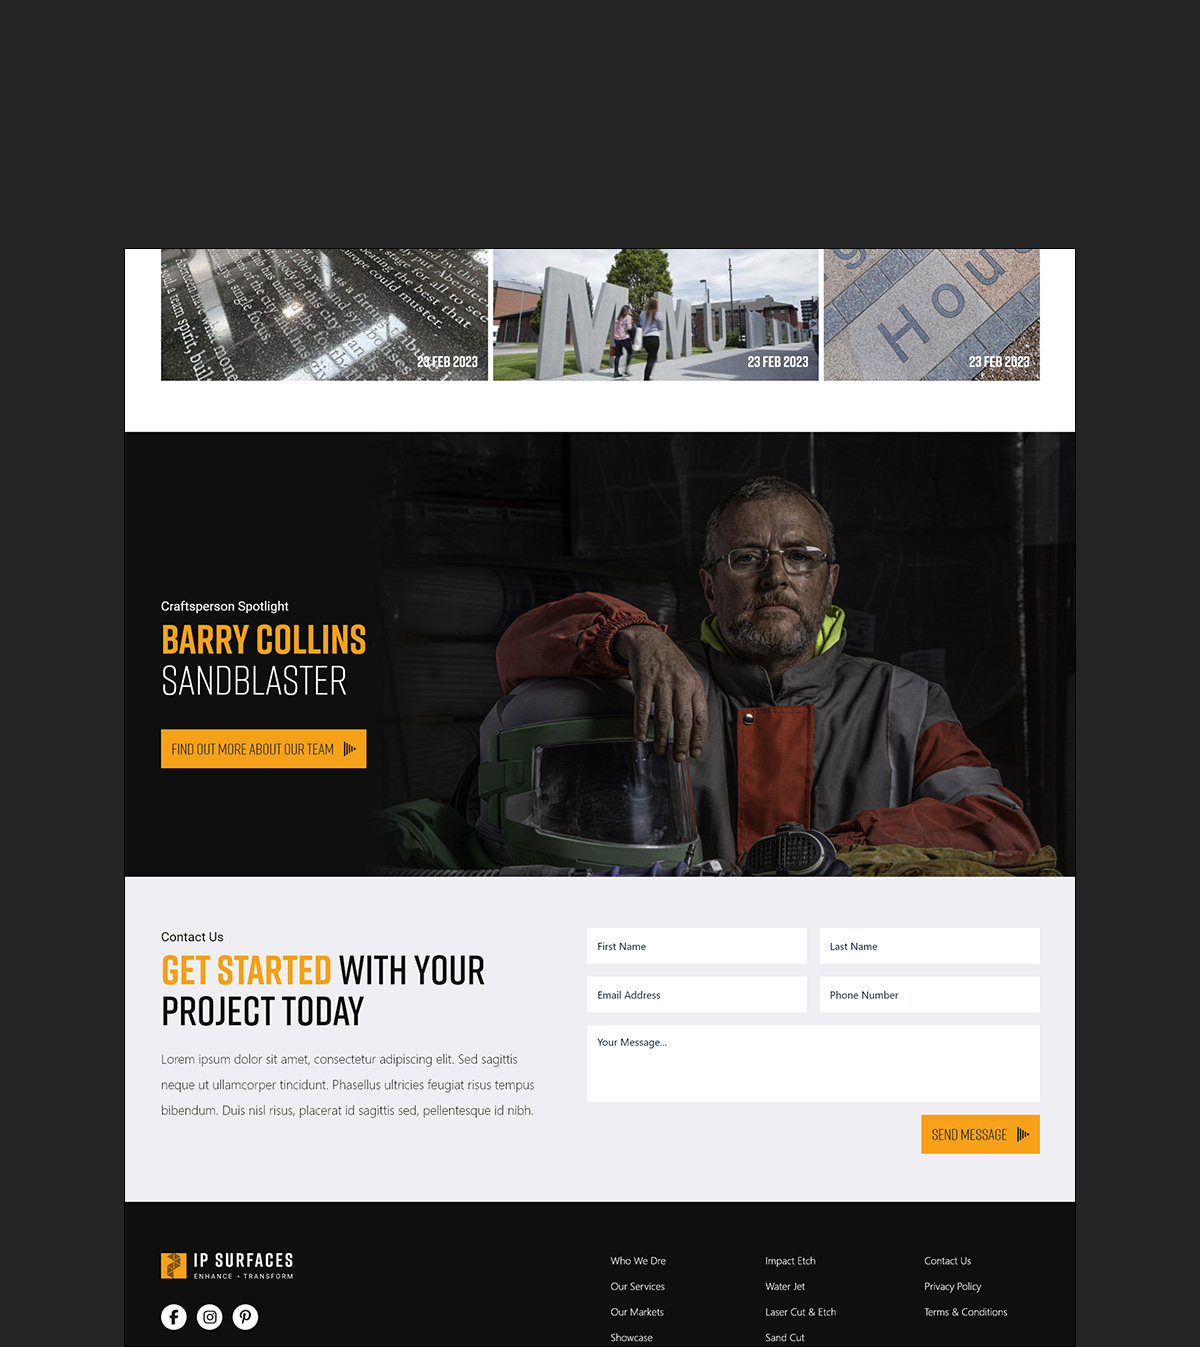 23 FEB 2023
23 FEB 2023
23 FEB 2023
Hou
Craftsperson Spotlight
BARRY COLLINS
SANDBLASTER
FIND OUT MORE ABOUT OUR TEAM
Contact Us
GET STARTED WITH YOUR
PROJECT TODAY
Lorem ipsum dolor sit amet, consectetur adipiscing elit. Sed sagittis
neque ut ullamcorper tincidunt. Phasellus ultricies feugiat risus tempus
bibendum. Duis nisl risus, placerat id sagittis sed, pellentesque id nibh.
First Name
Last Name
Email Address
Phone Number
Your Message...
SEND MESSAGE
IP SURFACES
ENHANCE • TRANSFORM
Who We Dre
Our Services
Our Markets
Showcase
Impact Etch
Water Jet
Laser Cut & Etch
Sand Cut
Contact Us
Privacy Policy
Terms & Conditions